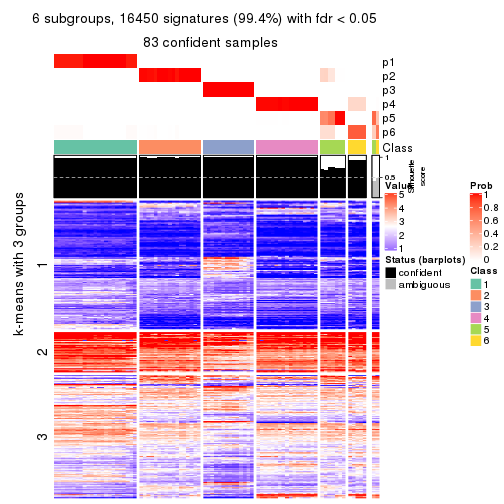 6 subgroups, 16450 signatures (99.4%) with fdr < 0.05
83 confident samples
p1
p2
p3
p4
p5
p6
Class
1
0.5
Silhouette
score
k-means with 3 groups
1
2
3
Value
5
4
3
2
1
Status (barplots)
confident
ambiguous
Prob
1
0.8
0.6
0.4
0.2
0
Class
1
2
3
4
5
6